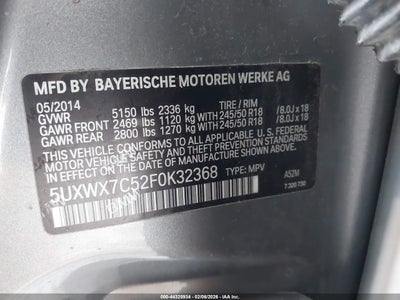 MFD BY BAYERISCHE MOTOREN WERKE AG
05/2014 TIRE / RIM
GVWR 5150 lbs 2336 kg
GAWR FRONT 2469 lbs 1120 kg WITH 245/50 R18 / 8.0J x 18
GAWR REAR 2800 lbs 1270 kg WITH 245/50 R18 / 8.0J x 18
THIS VEHICLE CONFORMS TO ALL APPLICABLE FEDERAL
MOTOR VEHICLE SAFETY, BUMPER AND THEFT PREVENTION
STANDARDS IN EFFECT ON THE DATE OF MANUFACTURE
SHOWN ABOVE.
5UXWX7C52F0K32368 TYPE: MPV A52M
000-44320934 - 02/06/2026 - © IAA, LLC